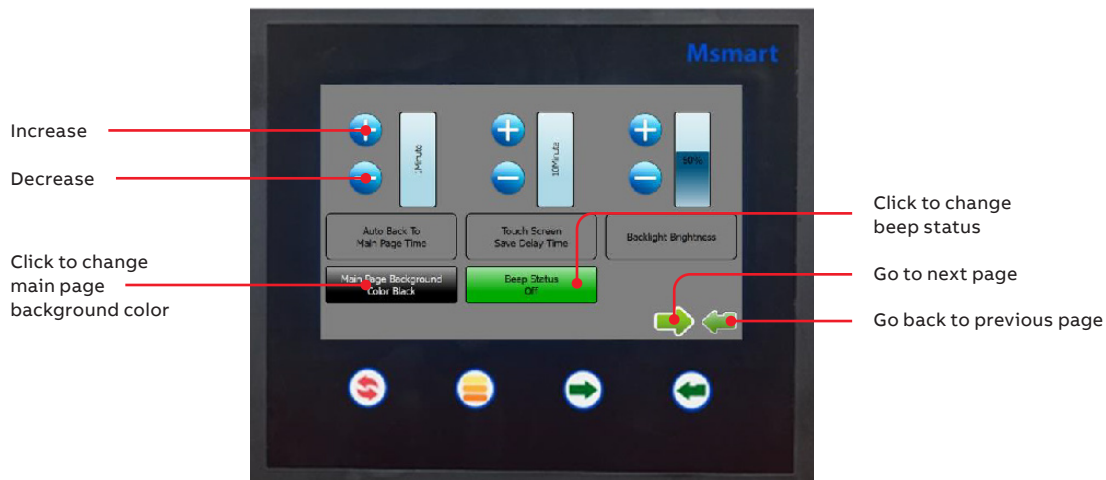 Msmart
Increase
Decrease
1Minute
10Minute
50%
Auto Back To
Main Page Time
Touch Screen
Save Delay Time
Backlight Brightness
Click to change
beep status
Click to change
main page
background color
Main Page Background
Color Black
Beep Status
Off
Go to next page
Go back to previous page